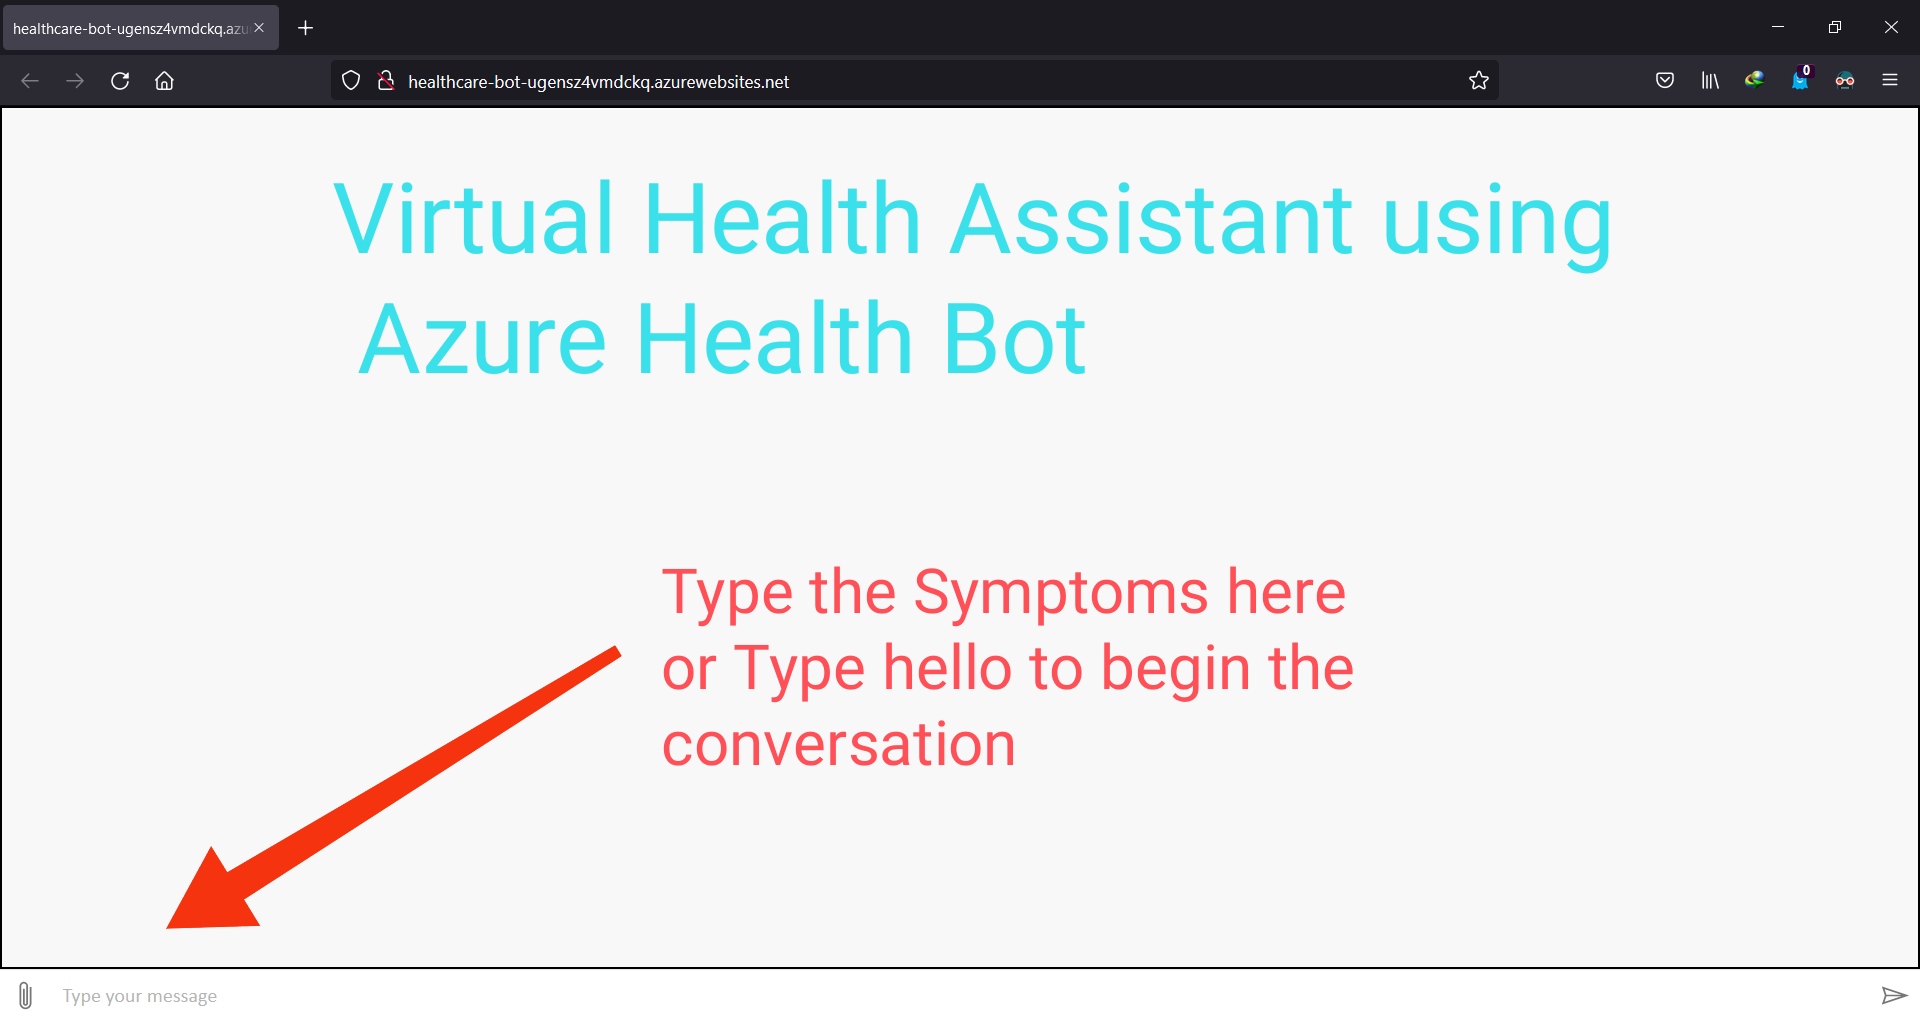 healthcare-bot-ugensz4vmdckq.azu
0
healthcare-bot-ugensz4vmdckq.azurewebsites.net
Virtual Health Assistant using
Azure Health Bot
Type the Symptoms here
or Type hello to begin the
conversation
Type your message